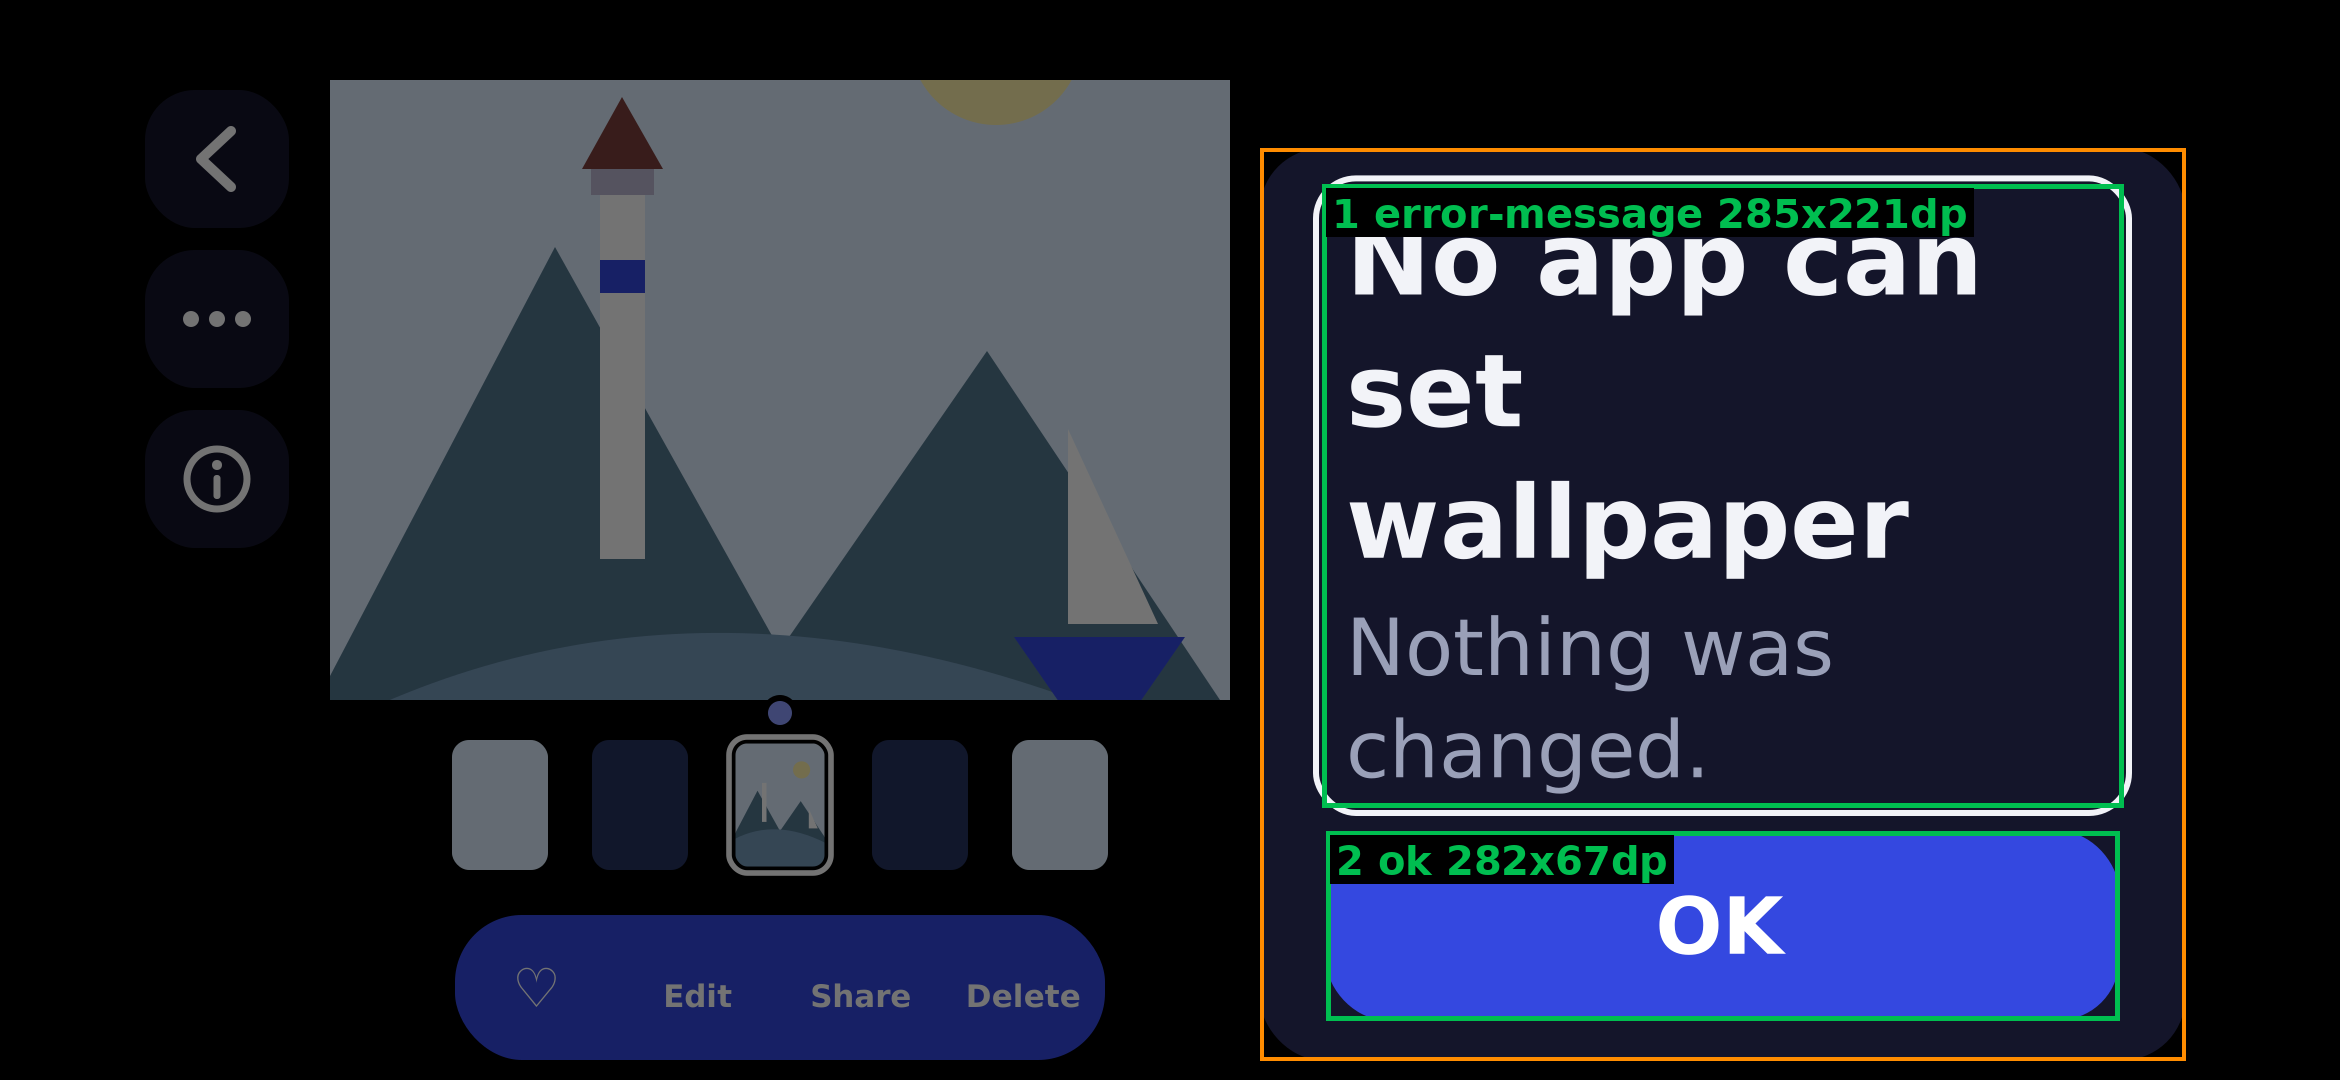 1 error-message 285x221dp
No app can
set
wallpaper
Nothing was
changed.
2 ok 282x67dp
OK
Edit Share Delete